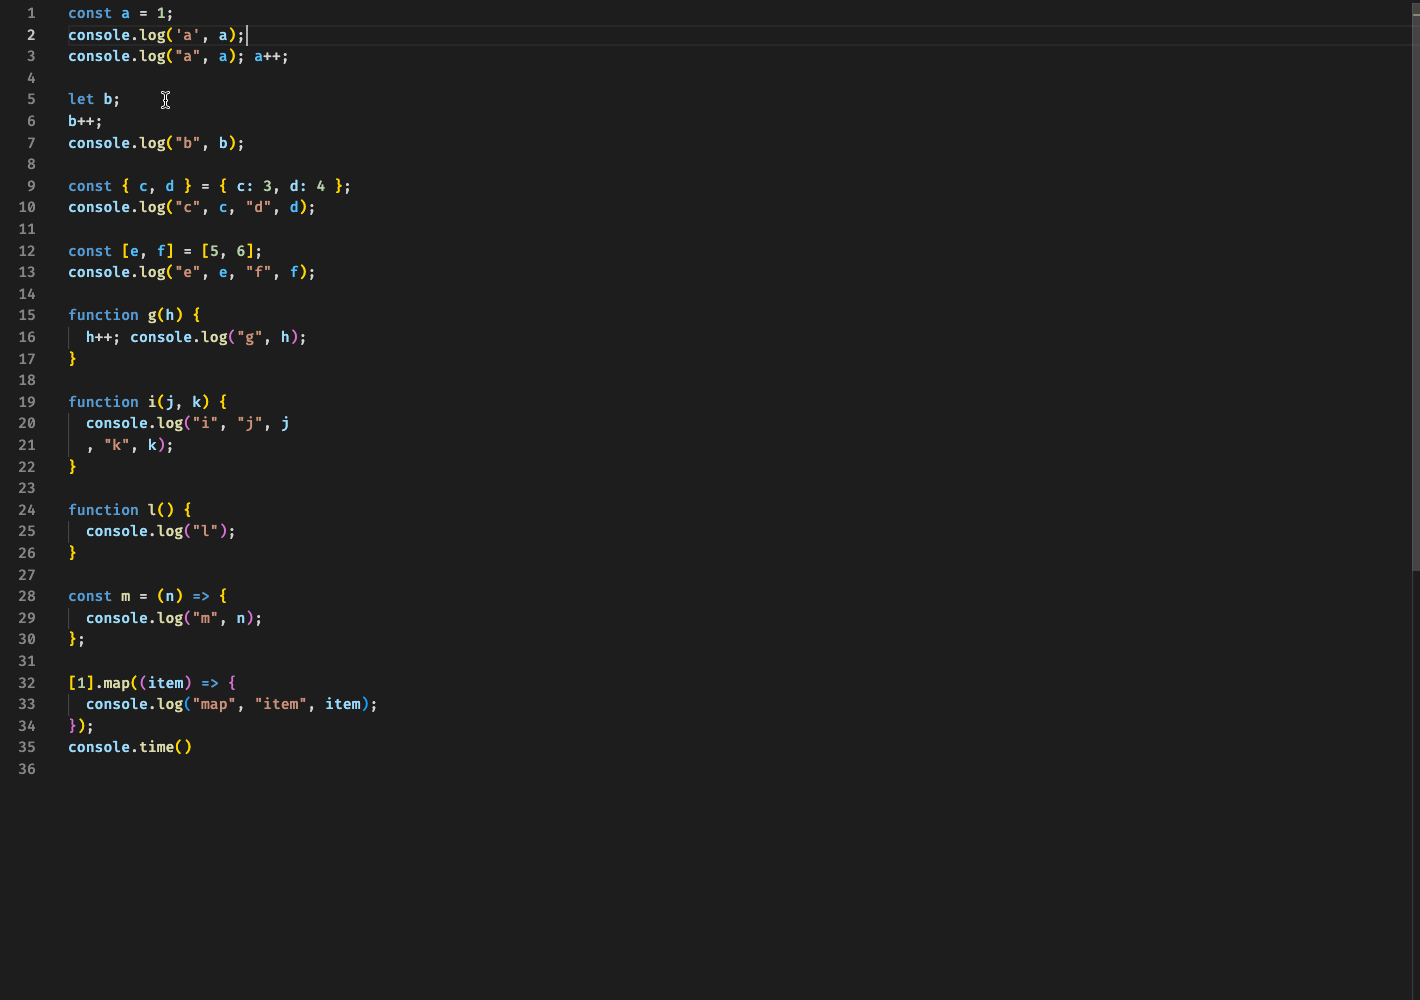 1 const a = 1;
2 console.log('a', a);
3 console.log("a", a); a++;
4
5 let b;
6 b++;
7 console.log("b", b);
8
9 const { c, d } = { c: 3, d: 4 };
10 console.log("c", c, "d", d);
11
12 const [e, f] = [5, 6];
13 console.log("e", e, "f", f);
14
15 function g(h) {
16   h++; console.log("g", h);
17 }
18
19 function i(j, k) {
20   console.log("i", "j", j
21   , "k", k);
22 }
23
24 function l() {
25   console.log("l");
26 }
27
28 const m = (n) => {
29   console.log("m", n);
30 };
31
32 [1].map((item) => {
33   console.log("map", "item", item);
34 });
35 console.time()
36